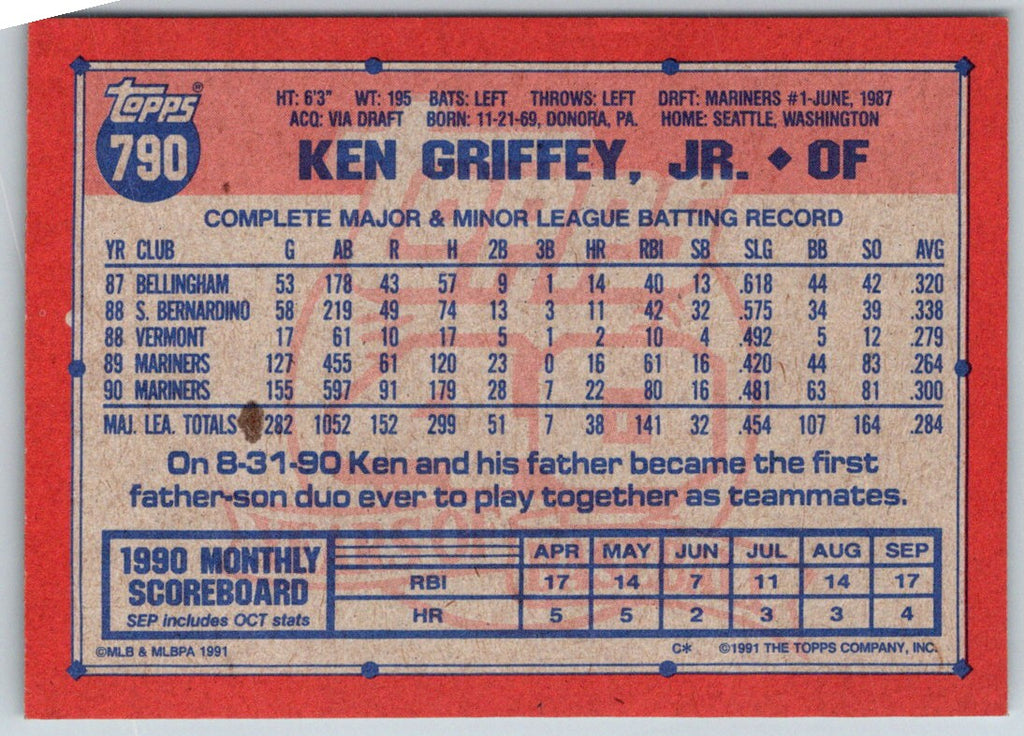 topps®
790
HT: 6'3" WT: 195 BATS: LEFT THROWS: LEFT DRFT: MARINERS #1-JUNE, 1987
ACQ: VIA DRAFT BORN: 11-21-69, DONORA, PA. HOME: SEATTLE, WASHINGTON
KEN GRIFFEY, JR. ◆ OF
COMPLETE MAJOR & MINOR LEAGUE BATTING RECORD
YR CLUB G AB R H 2B 3B HR RBI SB SLG BB SO AVG
87 BELLINGHAM 53 178 43 57 9 1 14 40 13 .618 44 42 .320
88 S. BERNARDINO 58 219 49 74 13 3 11 42 32 .575 34 39 .338
88 VERMONT 17 61 10 17 5 1 2 10 4 .492 5 12 .279
89 MARINERS 127 455 61 120 23 0 16 61 16 .420 44 83 .264
90 MARINERS 155 597 91 179 28 7 22 80 16 .481 63 81 .300
MAJ. LEA. TOTALS 282 1052 152 299 51 7 38 141 32 .454 107 164 .284
On 8-31-90 Ken and his father became the first
father-son duo ever to play together as teammates.
1990 MONTHLY
SCOREBOARD
SEP includes OCT stats
APR MAY JUN JUL AUG SEP
RBI 17 14 7 11 14 17
HR 5 5 2 3 3 4
©MLB & MLBPA 1991 C* ©1991 THE TOPPS COMPANY, INC.